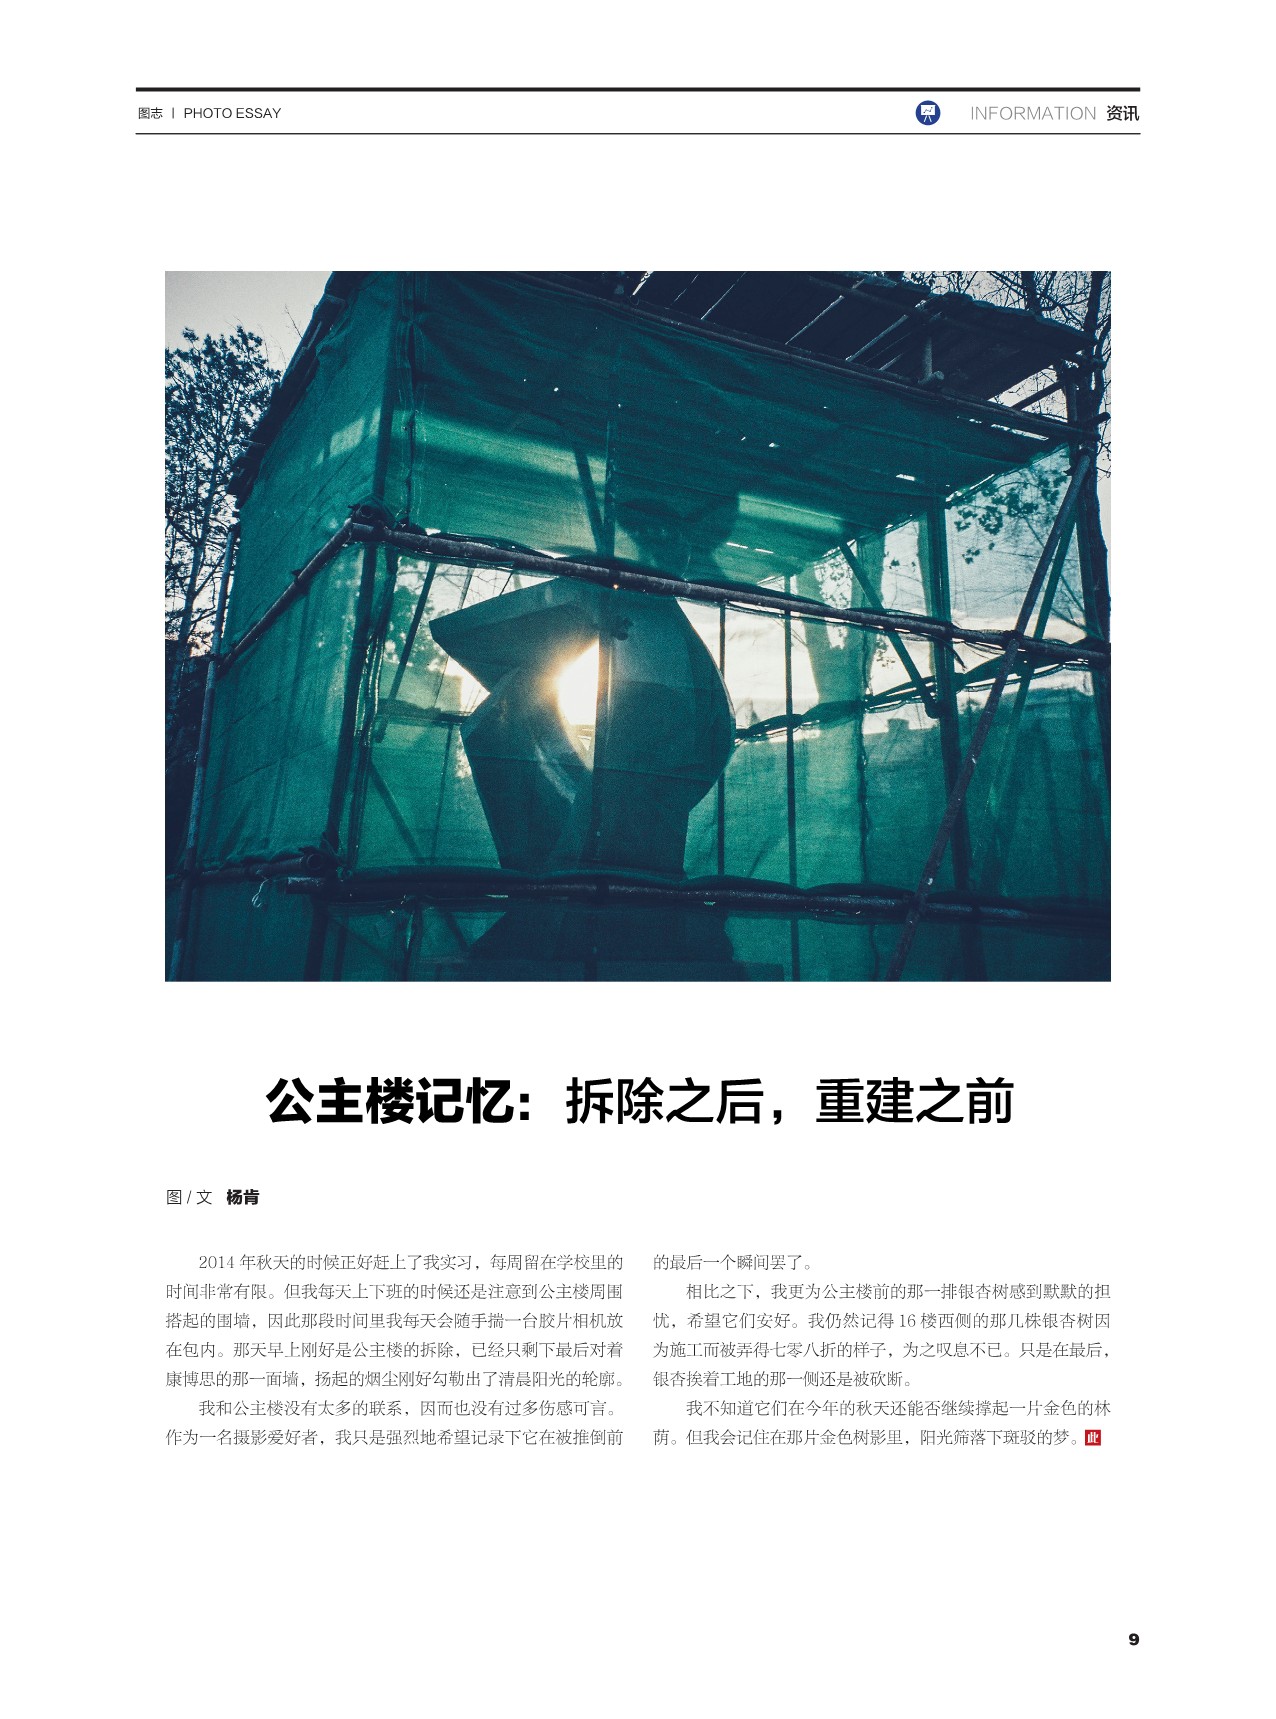 图志 | PHOTO ESSAY
INFORMATION 资讯
公主楼记忆：拆除之后，重建之前
图 / 文 杨肯
2014 年秋天的时候正好赶上了我实习，每周留在学校里的
时间非常有限。但我每天上下班的时候还是注意到公主楼周围
搭起的围墙，因此那段时间里我每天会随手揣一台胶片相机放
在包内。那天早上刚好是公主楼的拆除，已经只剩下最后对着
康博思的那一面墙，扬起的烟尘刚好勾勒出了清晨阳光的轮廓。
我和公主楼没有太多的联系，因而也没有过多伤感可言。
作为一名摄影爱好者，我只是强烈地希望记录下它在被推倒前
的最后一个瞬间罢了。
相比之下，我更为公主楼前的那一排银杏树感到默默的担
忧，希望它们安好。我仍然记得 16 楼西侧的那几株银杏树因
为施工而被弄得七零八折的样子，为之叹息不已。只是在最后，
银杏挨着工地的那一侧还是被砍断。
我不知道它们在今年的秋天还能否继续撑起一片金色的林
荫。但我会记住在那片金色树影里，阳光筛落下斑驳的梦。此
9